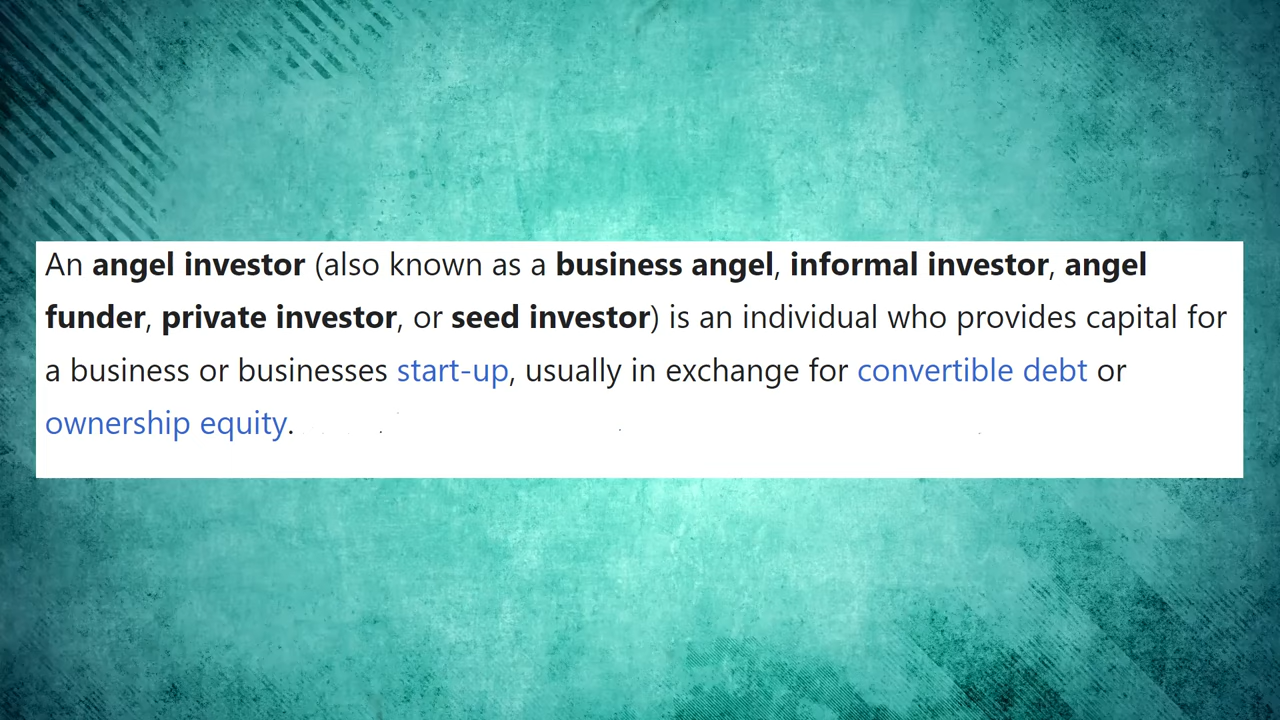 An angel investor (also known as a business angel, informal investor, angel
funder, private investor, or seed investor) is an individual who provides capital for
a business or businesses start-up, usually in exchange for convertible debt or
ownership equity.